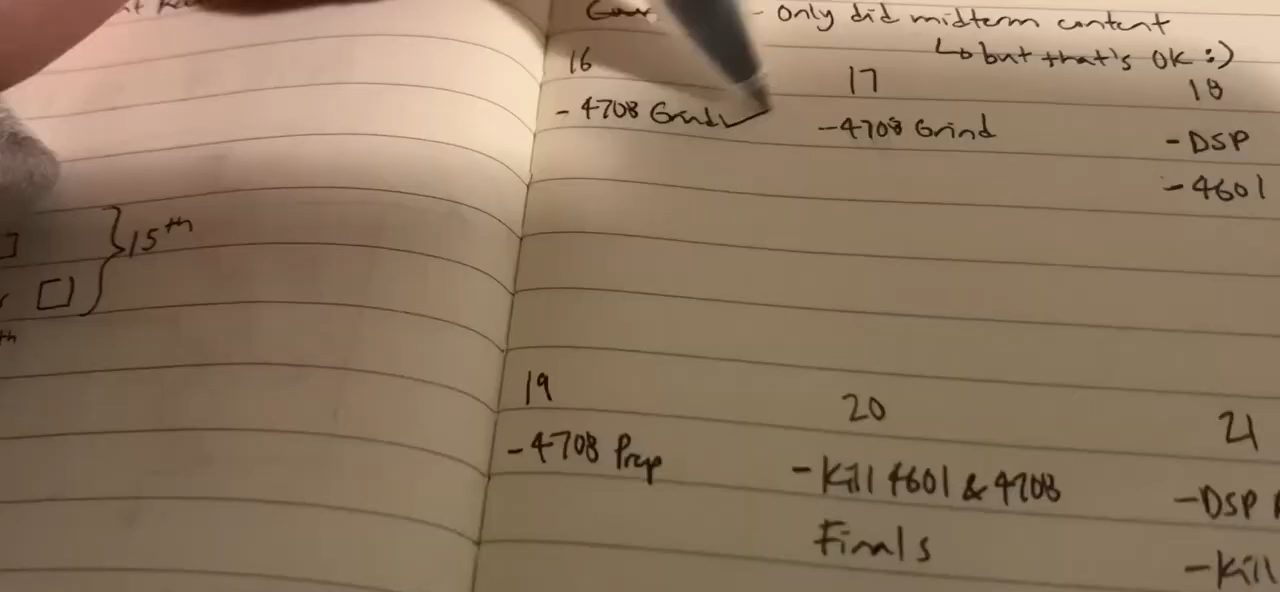 - only did midterm content
↳ but that's OK :)
16
17
18
- 4708 Grind ✓
- 4708 Grind
- DSP
- 4601
}15th
th
19
20
21
- 4708 Prep
- Kill 4601 & 4708
Finals
- DSP
- Kill